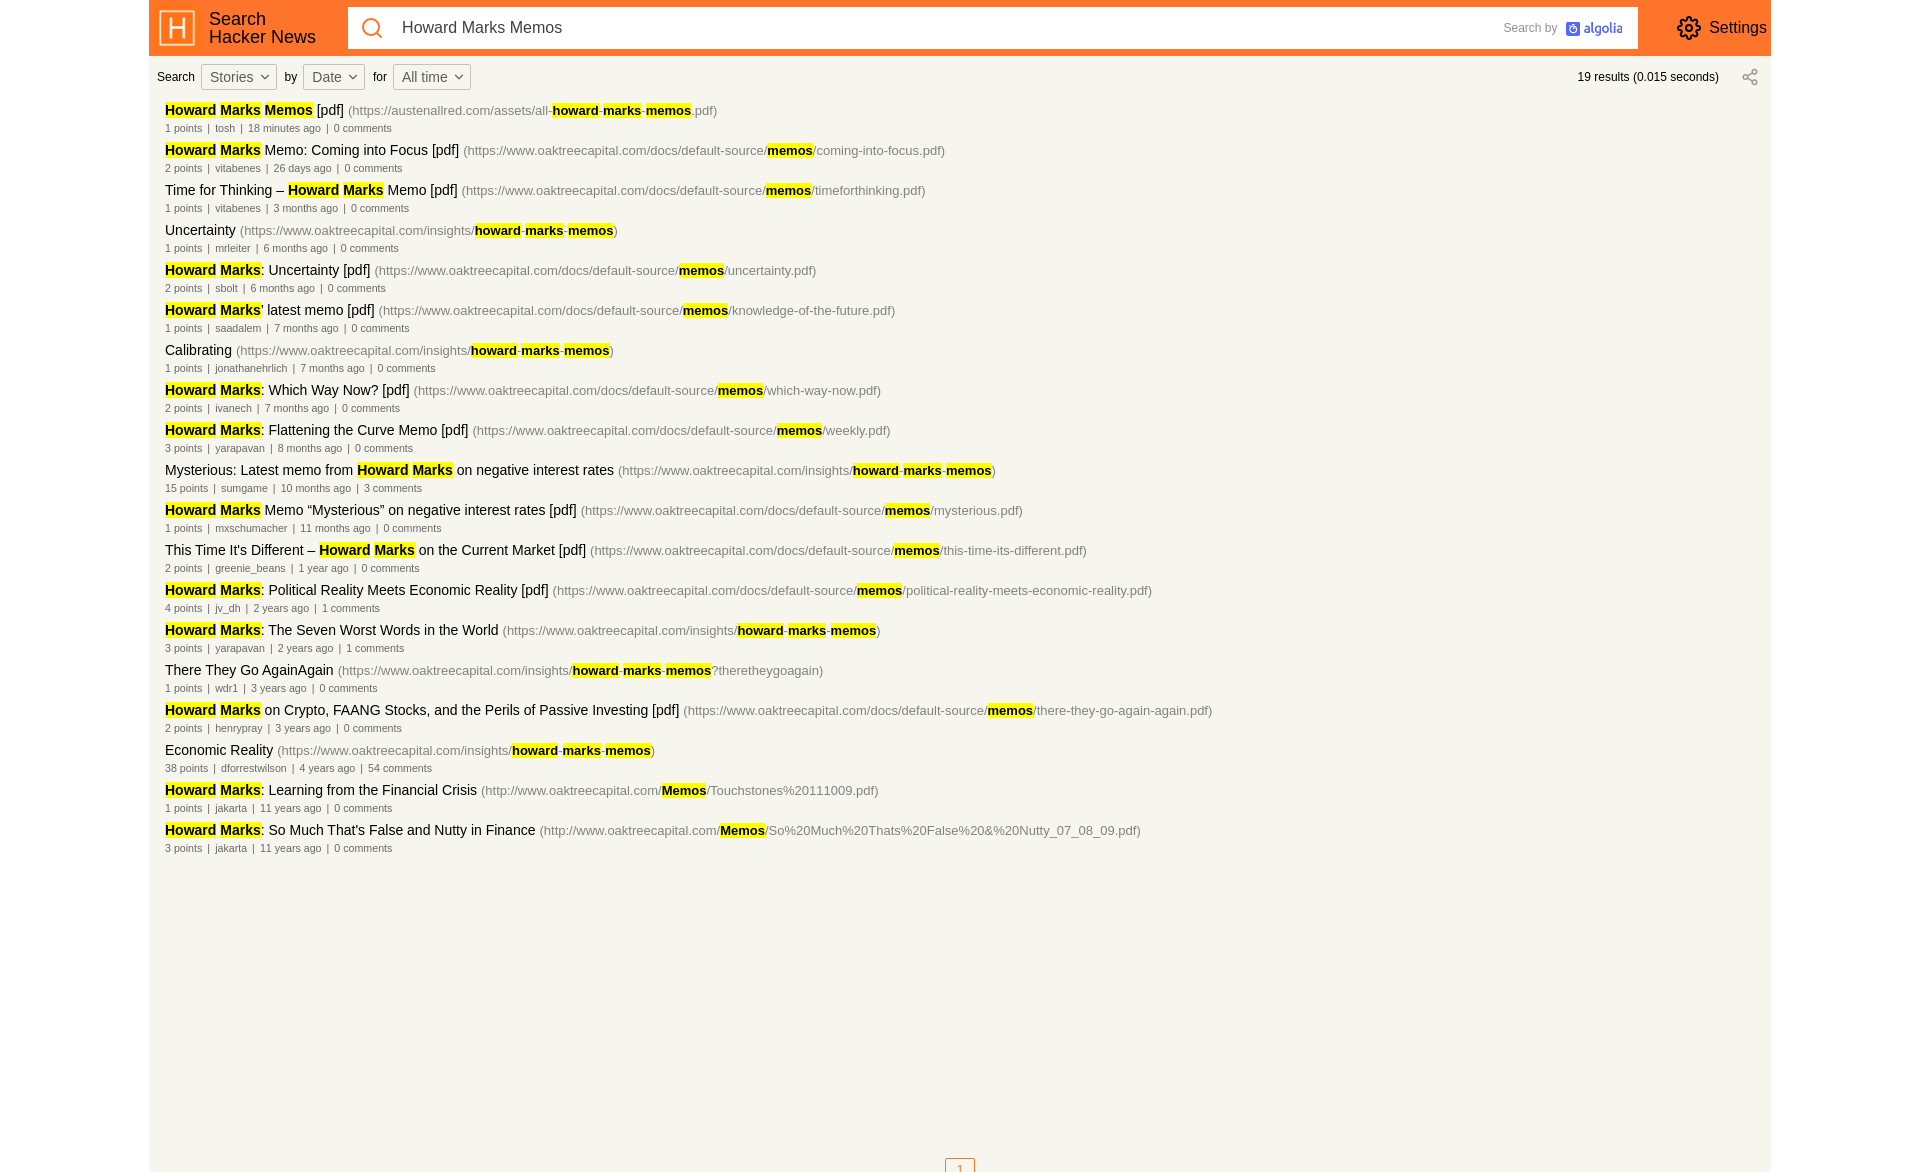 H
Search
Hacker News
Howard Marks Memos
Search by algolia
Settings
Search Stories by Date for All time
19 results (0.015 seconds)
Howard Marks Memos [pdf] (https://austenallred.com/assets/all-howard-marks-memos.pdf)
1 points | tosh | 18 minutes ago | 0 comments
Howard Marks Memo: Coming into Focus [pdf] (https://www.oaktreecapital.com/docs/default-source/memos/coming-into-focus.pdf)
2 points | vitabenes | 26 days ago | 0 comments
Time for Thinking – Howard Marks Memo [pdf] (https://www.oaktreecapital.com/docs/default-source/memos/timeforthinking.pdf)
1 points | vitabenes | 3 months ago | 0 comments
Uncertainty (https://www.oaktreecapital.com/insights/howard-marks-memos)
1 points | mrleiter | 6 months ago | 0 comments
Howard Marks: Uncertainty [pdf] (https://www.oaktreecapital.com/docs/default-source/memos/uncertainty.pdf)
2 points | sbolt | 6 months ago | 0 comments
Howard Marks’ latest memo [pdf] (https://www.oaktreecapital.com/docs/default-source/memos/knowledge-of-the-future.pdf)
1 points | saadalem | 7 months ago | 0 comments
Calibrating (https://www.oaktreecapital.com/insights/howard-marks-memos)
1 points | jonathanehrlich | 7 months ago | 0 comments
Howard Marks: Which Way Now? [pdf] (https://www.oaktreecapital.com/docs/default-source/memos/which-way-now.pdf)
2 points | ivanech | 7 months ago | 0 comments
Howard Marks: Flattening the Curve Memo [pdf] (https://www.oaktreecapital.com/docs/default-source/memos/weekly.pdf)
3 points | yarapavan | 8 months ago | 0 comments
Mysterious: Latest memo from Howard Marks on negative interest rates (https://www.oaktreecapital.com/insights/howard-marks-memos)
15 points | sumgame | 10 months ago | 3 comments
Howard Marks Memo “Mysterious” on negative interest rates [pdf] (https://www.oaktreecapital.com/docs/default-source/memos/mysterious.pdf)
1 points | mxschumacher | 11 months ago | 0 comments
This Time It's Different – Howard Marks on the Current Market [pdf] (https://www.oaktreecapital.com/docs/default-source/memos/this-time-its-different.pdf)
2 points | greenie_beans | 1 year ago | 0 comments
Howard Marks: Political Reality Meets Economic Reality [pdf] (https://www.oaktreecapital.com/docs/default-source/memos/political-reality-meets-economic-reality.pdf)
4 points | jv_dh | 2 years ago | 1 comments
Howard Marks: The Seven Worst Words in the World (https://www.oaktreecapital.com/insights/howard-marks-memos)
3 points | yarapavan | 2 years ago | 1 comments
There They Go AgainAgain (https://www.oaktreecapital.com/insights/howard-marks-memos?theretheygoagain)
1 points | wdr1 | 3 years ago | 0 comments
Howard Marks on Crypto, FAANG Stocks, and the Perils of Passive Investing [pdf] (https://www.oaktreecapital.com/docs/default-source/memos/there-they-go-again-again.pdf)
2 points | henrypray | 3 years ago | 0 comments
Economic Reality (https://www.oaktreecapital.com/insights/howard-marks-memos)
38 points | dforrestwilson | 4 years ago | 54 comments
Howard Marks: Learning from the Financial Crisis (http://www.oaktreecapital.com/Memos/Touchstones%20111009.pdf)
1 points | jakarta | 11 years ago | 0 comments
Howard Marks: So Much That's False and Nutty in Finance (http://www.oaktreecapital.com/Memos/So%20Much%20Thats%20False%20&%20Nutty_07_08_09.pdf)
3 points | jakarta | 11 years ago | 0 comments
1